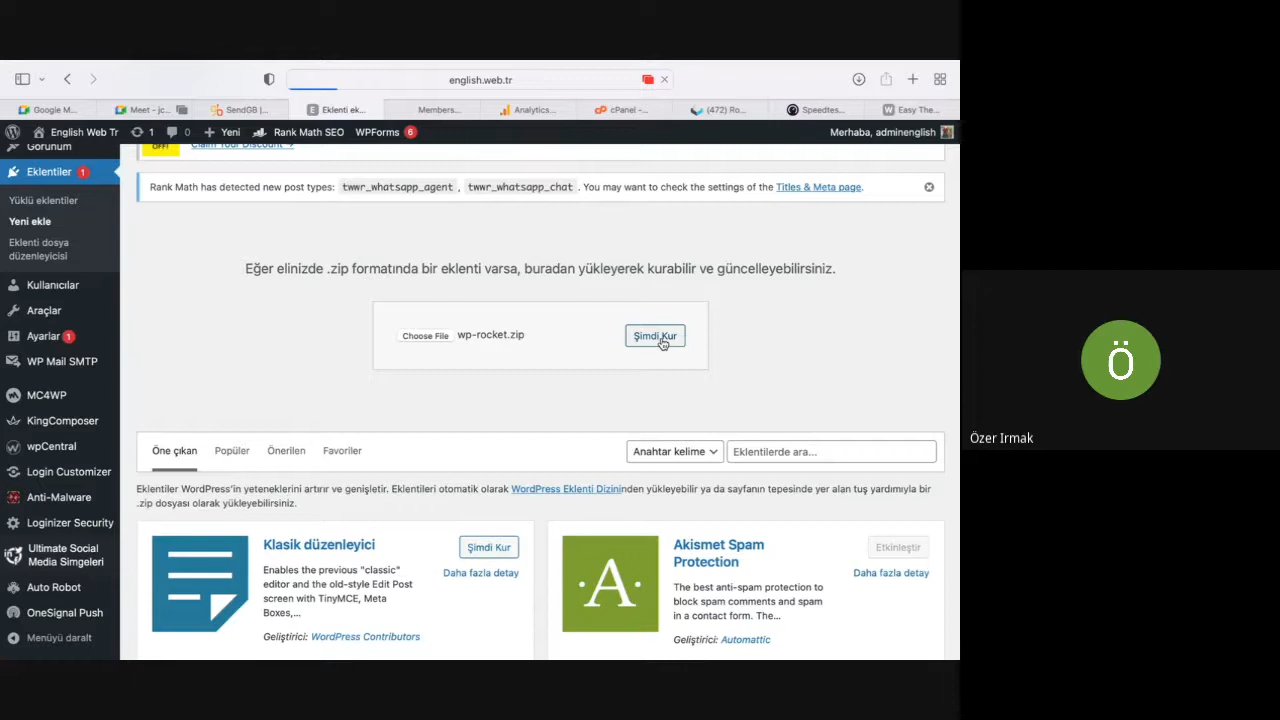 english.web.tr
Google M...
Meet – jc...
SendGB |...
Eklenti ek...
Members...
Analytics...
cPanel –...
(472) Ro...
Speedtes...
Easy The...
English Web Tr
1
0
Yeni
Rank Math SEO
WPForms 6
Merhaba, adminenglish
Görünüm
Eklentiler 1
Yüklü eklentiler
Yeni ekle
Eklenti dosya
düzenleyicisi
Kullanıcılar
Araçlar
Ayarlar 1
WP Mail SMTP
MC4WP
KingComposer
wpCentral
Login Customizer
Anti-Malware
Loginizer Security
Ultimate Social
Media Simgeleri
Auto Robot
OneSignal Push
Menüyü daralt
OFF!
Claim Your Discount
Rank Math has detected new post types: twwr_whatsapp_agent , twwr_whatsapp_chat . You may want to check the settings of the Titles & Meta page.
Eğer elinizde .zip formatında bir eklenti varsa, buradan yükleyerek kurabilir ve güncelleyebilirsiniz.
Choose File wp-rocket.zip
Şimdi Kur
Öne çıkan
Popüler
Önerilen
Favoriler
Anahtar kelime
Eklentilerde ara...
Eklentiler WordPress'in yeteneklerini artırır ve genişletir. Eklentileri otomatik olarak WordPress Eklenti Dizininden yükleyebilir ya da sayfanın tepesinde yer alan tuş yardımıyla bir
.zip dosyası olarak yükleyebilirsiniz.
Klasik düzenleyici
Şimdi Kur
Daha fazla detay
Enables the previous "classic"
editor and the old-style Edit Post
screen with TinyMCE, Meta
Boxes,...
Geliştirici: WordPress Contributors
A
Akismet Spam
Protection
Etkinleştir
Daha fazla detay
The best anti-spam protection to
block spam comments and spam
in a contact form. The...
Geliştirici: Automattic
Ö
Özer Irmak